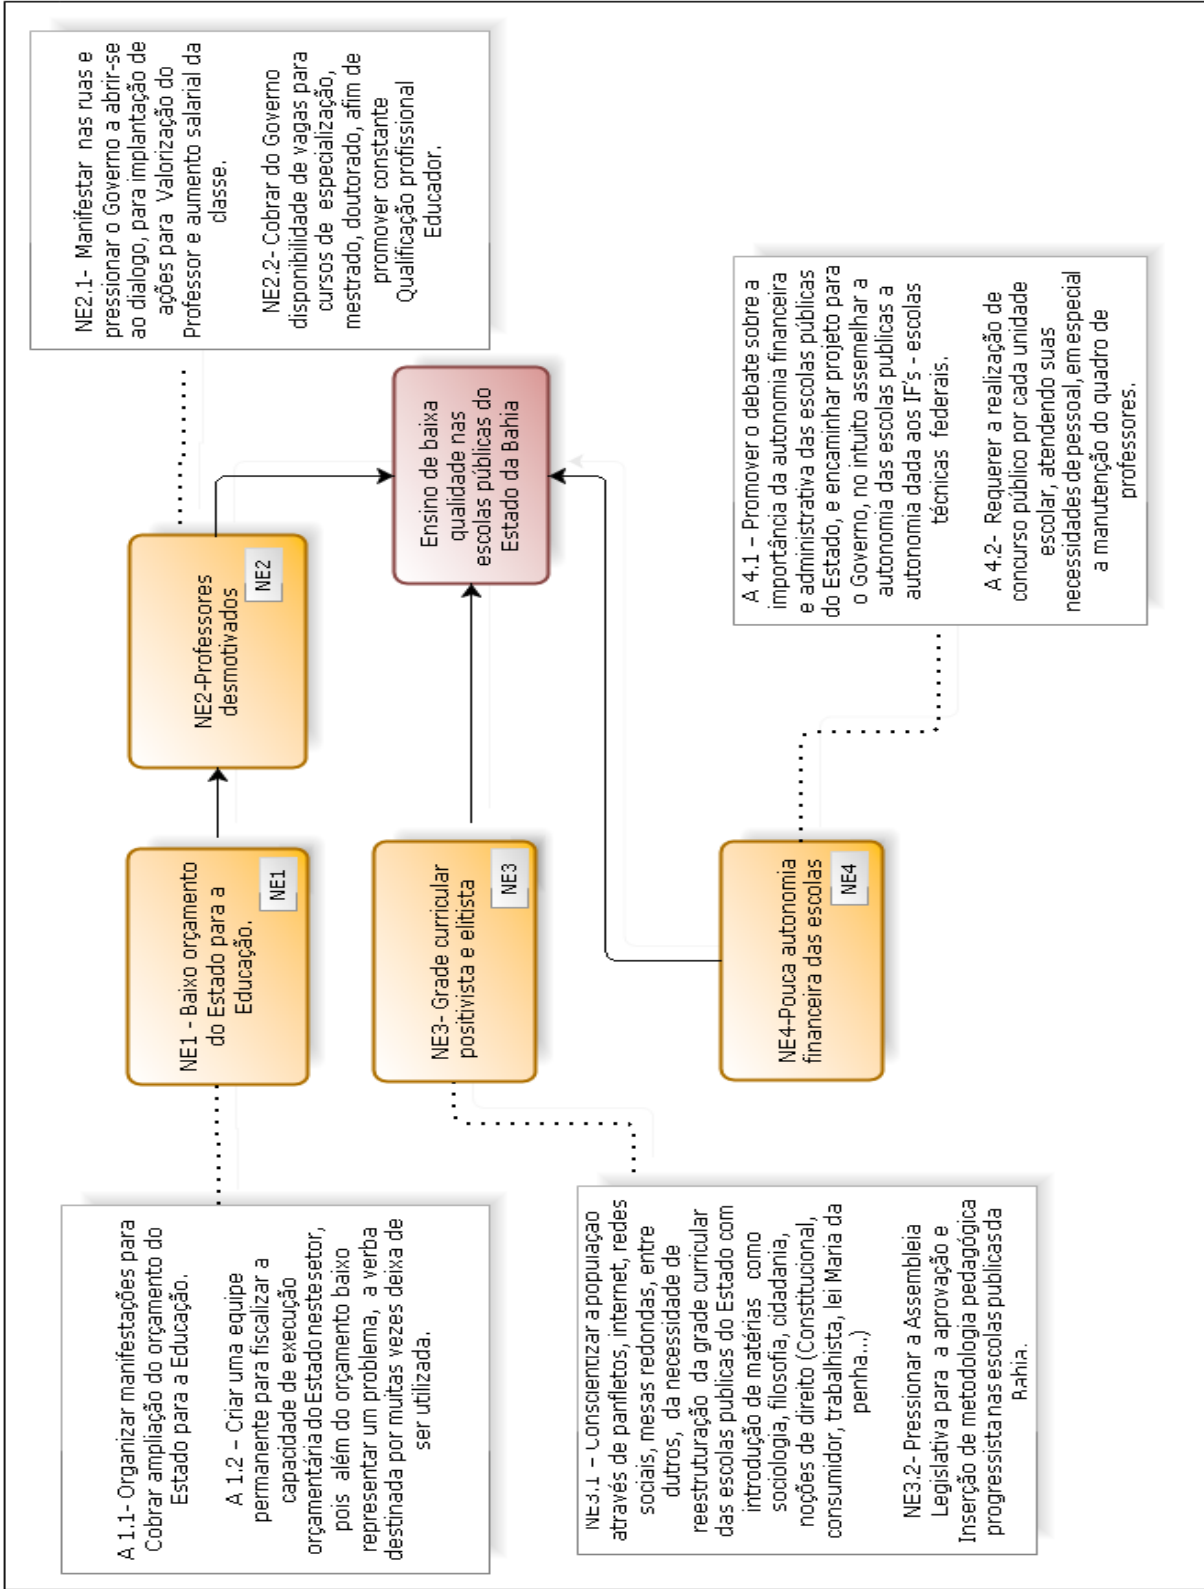 A 1.1- Organizar manifestações para
Cobrar ampliação do orçamento do
Estado para a Educação.
A 1.2 – Criar uma equipe
permanente para fiscalizar a
capacidade de execução
orçamentária do Estado neste setor,
pois além do orçamento baixo
representar um problema, a verba
destinada por muitas vezes deixa de
ser utilizada.
NE1 - Baixo orçamento
do Estado para a
Educação.
NE1
NE2-Professores
desmotivados
NE2
NE2.1- Manifestar nas ruas e
pressionar o Governo a abrir-se
ao dialogo, para implantação de
ações para Valorização do
Professor e aumento salarial da
classe.
NE2.2- Cobrar do Governo
disponibilidade de vagas para
cursos de especialização,
mestrado, doutorado, afim de
promover constante
Qualificação profissional
Educador.
NE3- Grade curricular
positivista e elitista
NE3
Ensino de baixa
qualidade nas
escolas públicas do
Estado da Bahia
NE3.1 – Conscientizar a população
através de panfletos, internet, redes
sociais, mesas redondas, entre
outros, da necessidade de
reestruturação da grade curricular
das escolas publicas do Estado com
introdução de matérias como
sociologia, filosofia, cidadania,
noções de direito (Constitucional,
consumidor, trabalhista, lei Maria da
penha...)
NE3.2- Pressionar a Assembleia
Legislativa para a aprovação e
Inserção de metodologia pedagógica
progressista nas escolas publicas da
Bahia.
NE4-Pouca autonomia
financeira das escolas
NE4
A 4.1 – Promover o debate sobre a
importância da autonomia financeira
e administrativa das escolas públicas
do Estado, e encaminhar projeto para
o Governo, no intuito assemelhar a
autonomia das escolas publicas a
autonomia dada aos IF's - escolas
técnicas federais.
A 4.2- Requerer a realização de
concurso público por cada unidade
escolar, atendendo suas
necessidades de pessoal, em especial
a manutenção do quadro de
professores.